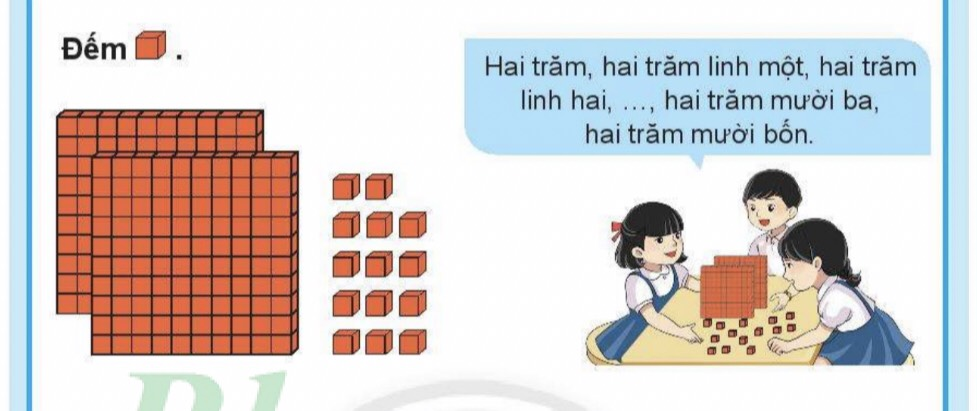 Đếm .
Hai trăm, hai trăm linh một, hai trăm
linh hai, ..., hai trăm mười ba,
hai trăm mười bốn.